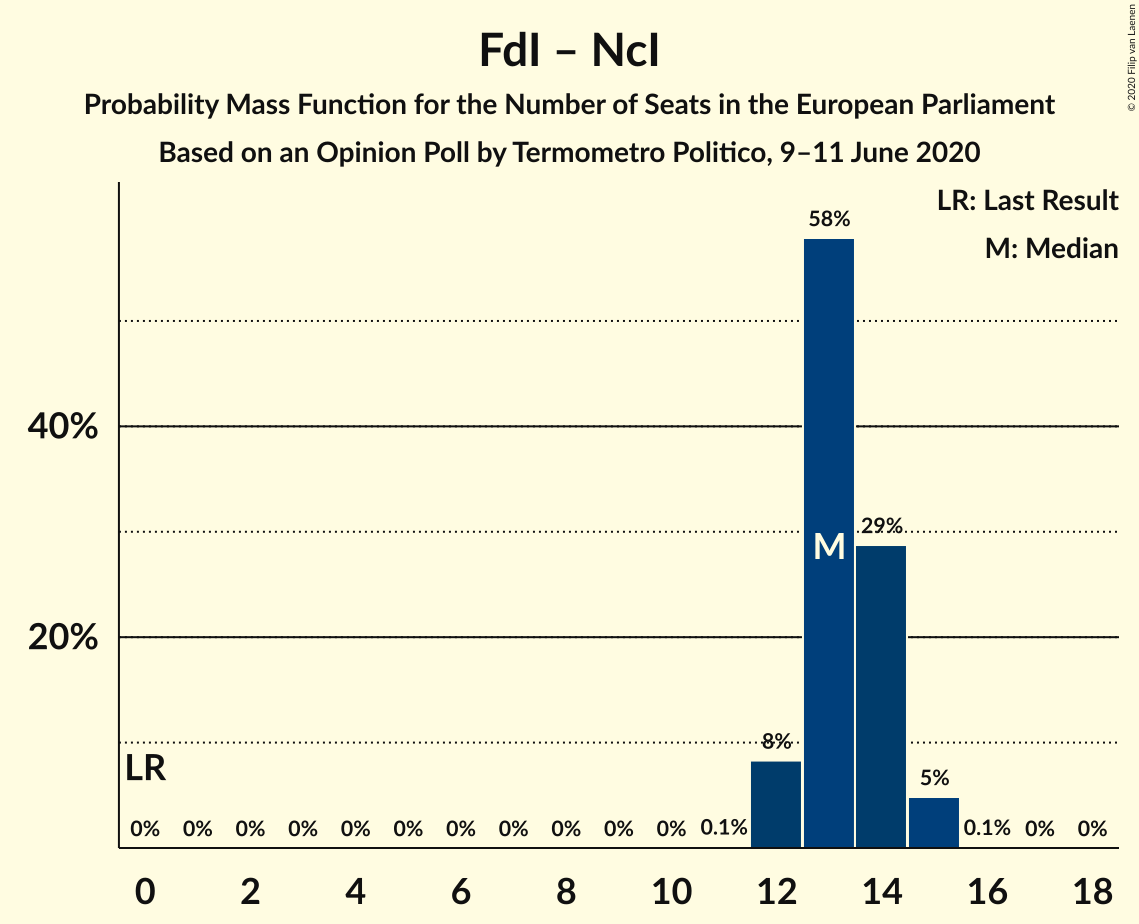 FdI – NcI
Probability Mass Function for the Number of Seats in the European Parliament
Based on an Opinion Poll by Termometro Politico, 9–11 June 2020
© 2020 Filip van Laenen
LR: Last Result
M: Median
58%
40%
29%
M
20%
8%
LR
5%
0% 0% 0% 0% 0% 0% 0% 0% 0% 0% 0% 0.1% 0.1% 0% 0%
0 2 4 6 8 10 12 14 16 18